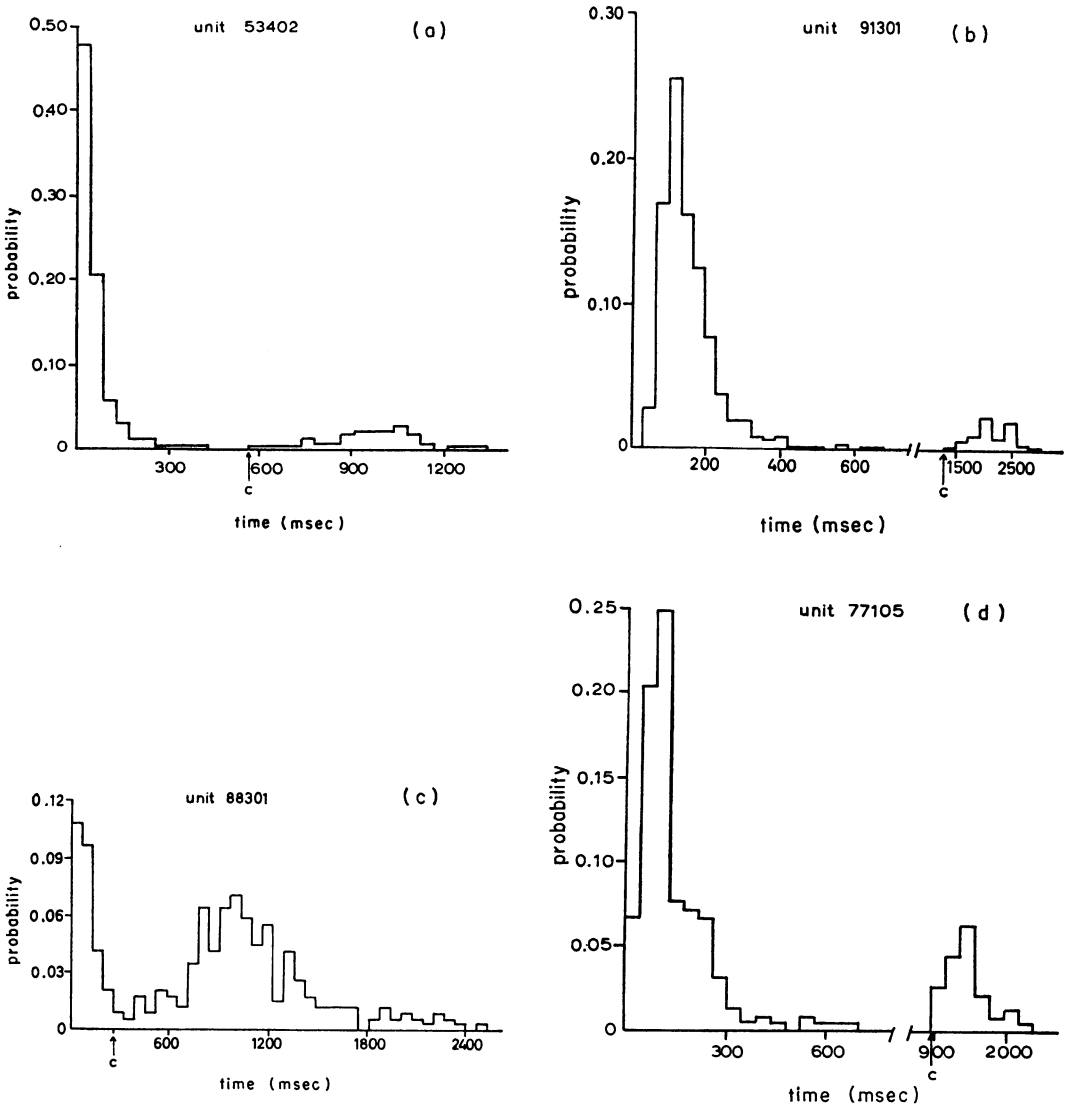 unit 53402 (a)
0.50
0.40
0.30
0.20
0.10
0
probability
300 600 900 1200
c
time (msec)
unit 91301 (b)
0.30
0.20
0.10
0
probability
200 400 600 1500 2500
c
time (msec)
unit 88301 (c)
0.12
0.09
0.06
0.03
0
probability
600 1200 1800 2400
c
time (msec)
unit 77105 (d)
0.25
0.20
0.15
0.10
0.05
0
probability
300 600 900 2000
c
time (msec)